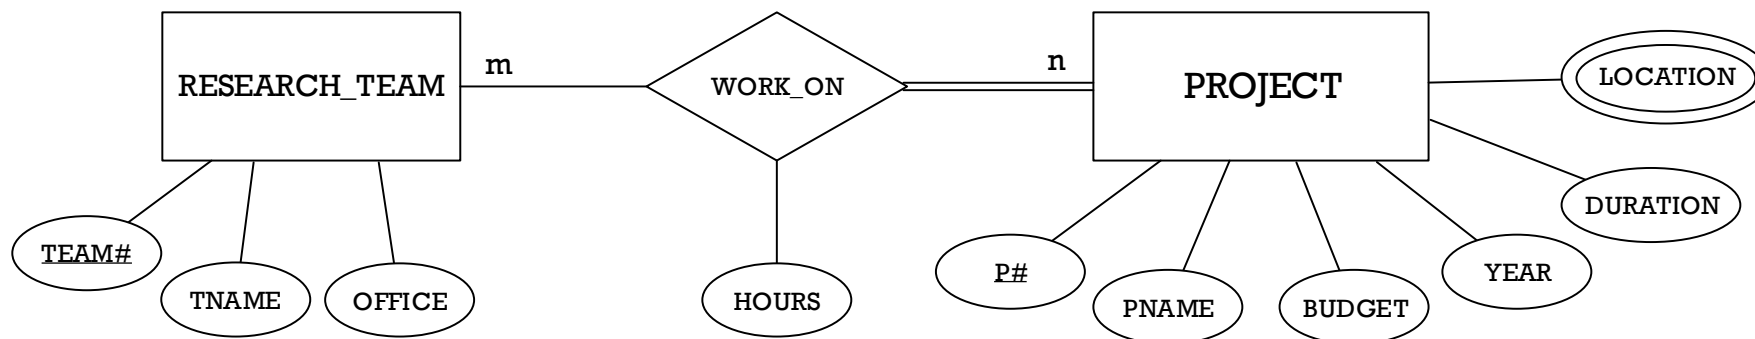 RESEARCH_TEAM
m
WORK_ON
n
PROJECT
LOCATION
DURATION
TEAM#
TNAME
OFFICE
HOURS
P#
PNAME
BUDGET
YEAR